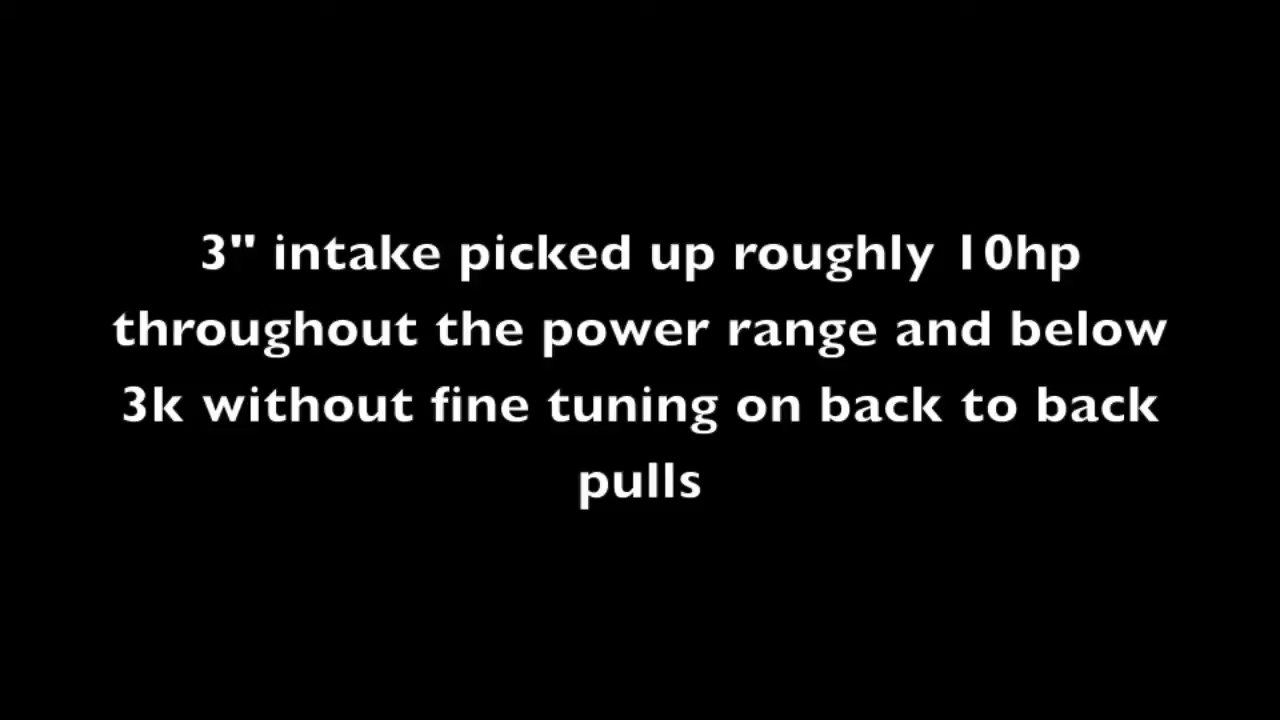 3" intake picked up roughly 10hp
throughout the power range and below
3k without fine tuning on back to back
pulls